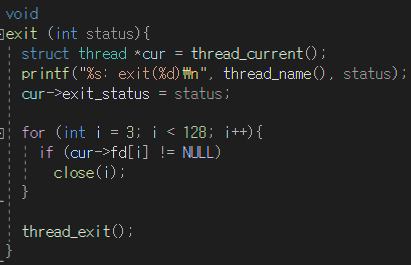 void
exit (int status){
struct thread *cur = thread_current();
printf("%s: exit(%d)₩n", thread_name(), status);
cur->exit_status = status;
for (int i = 3; i < 128; i++){
if (cur->fd[i] != NULL)
close(i);
}
thread_exit();
}